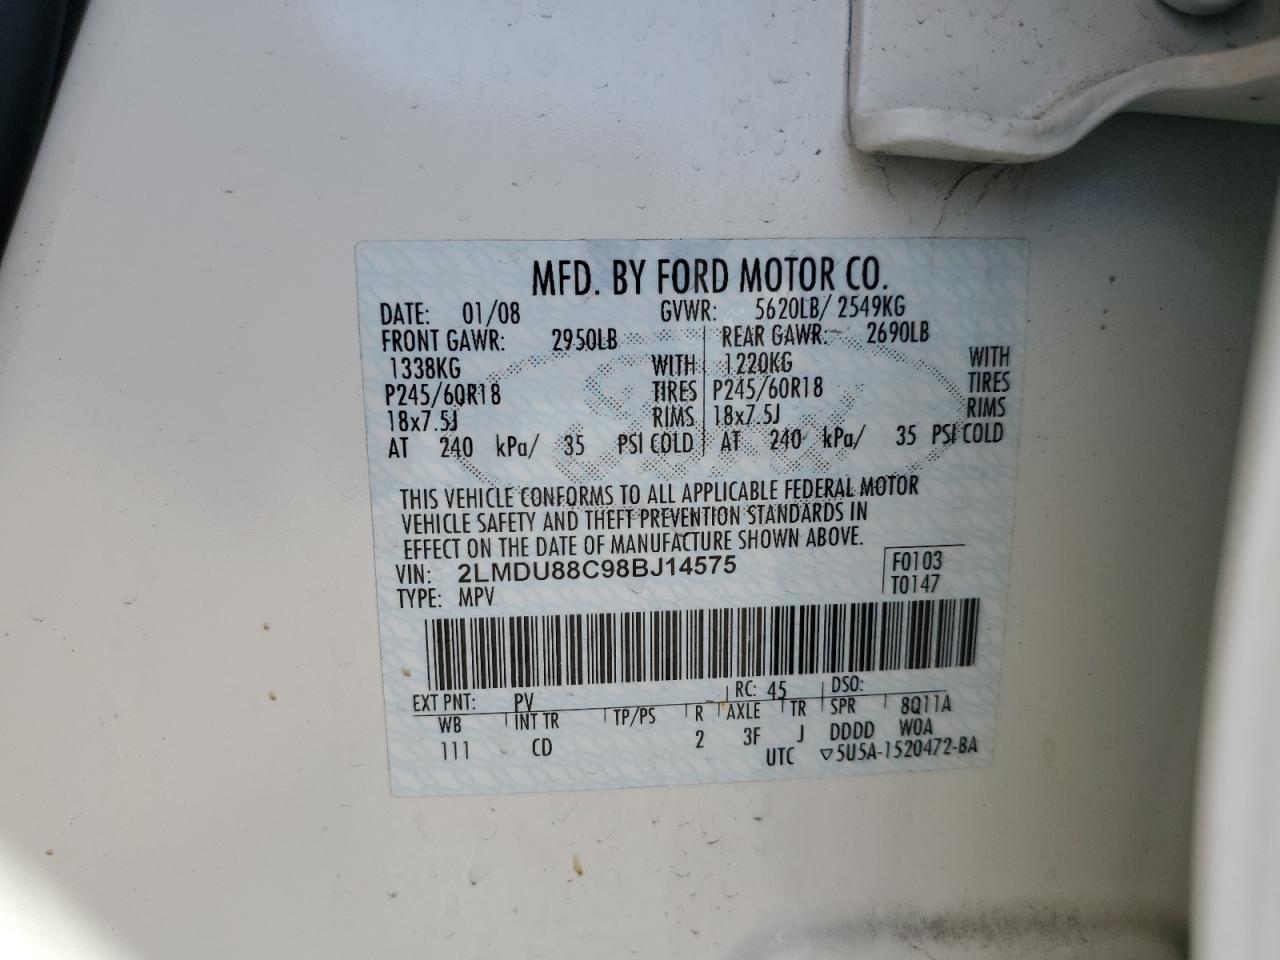 MFD. BY FORD MOTOR CO.
DATE: 01/08 GVWR: 5620LB/ 2549KG
FRONT GAWR: 2950LB REAR GAWR: 2690LB
1338KG WITH 1220KG WITH
P245/60R18 TIRES P245/60R18 TIRES
18x7.5J RIMS 18x7.5J RIMS
AT 240 kPa/ 35 PSI COLD AT 240 kPa/ 35 PSI COLD
THIS VEHICLE CONFORMS TO ALL APPLICABLE FEDERAL MOTOR
VEHICLE SAFETY AND THEFT PREVENTION STANDARDS IN
EFFECT ON THE DATE OF MANUFACTURE SHOWN ABOVE.
VIN: 2LMDU88C98BJ14575 F0103
TYPE: MPV T0147
EXT PNT: PV RC: 45 DSO:
WB INT TR TP/PS R AXLE TR SPR 8Q11A
111 CD 2 3F J DDDD W0A
UTC ▽5U5A-1520472-BA